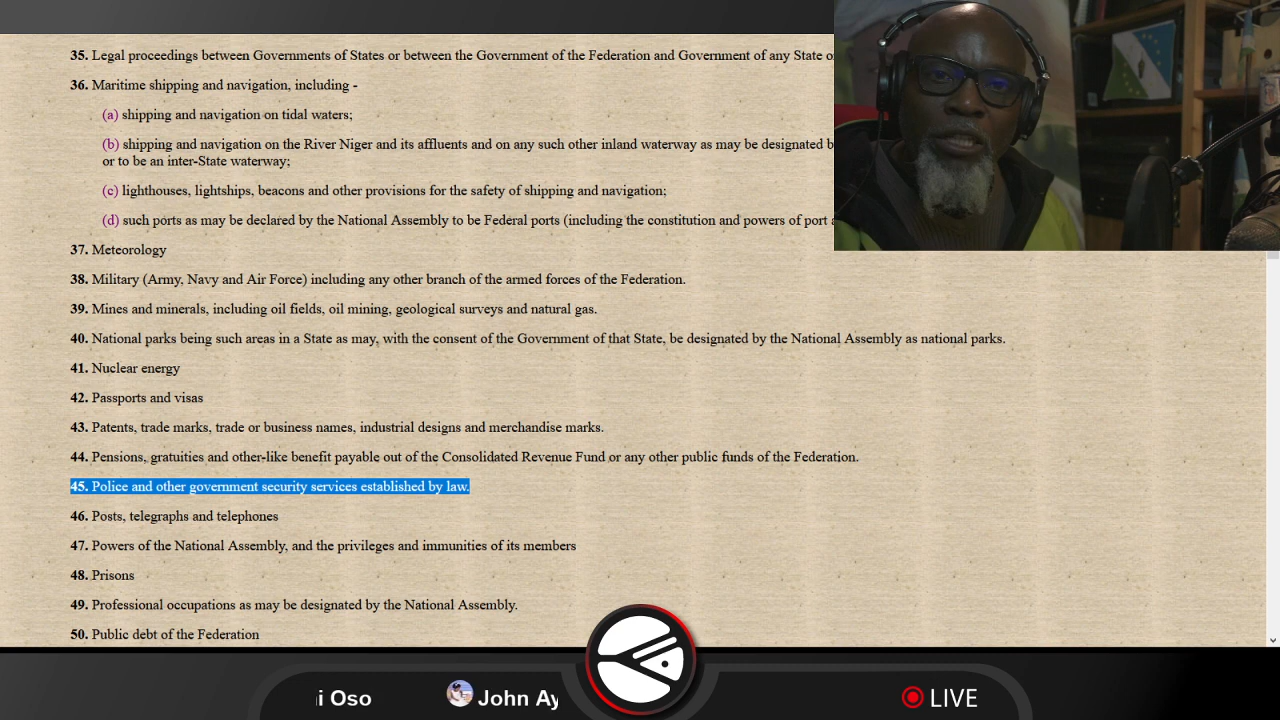 35. Legal proceedings between Governments of States or between the Government of the Federation and Government of any State
36. Maritime shipping and navigation, including -
(a) shipping and navigation on tidal waters;
(b) shipping and navigation on the River Niger and its affluents and on any such other inland waterway as may be designated
or to be an inter-State waterway;
(c) lighthouses, lightships, beacons and other provisions for the safety of shipping and navigation;
(d) such ports as may be declared by the National Assembly to be Federal ports (including the constitution and powers of port
37. Meteorology
38. Military (Army, Navy and Air Force) including any other branch of the armed forces of the Federation.
39. Mines and minerals, including oil fields, oil mining, geological surveys and natural gas.
40. National parks being such areas in a State as may, with the consent of the Government of that State, be designated by the National Assembly as national parks.
41. Nuclear energy
42. Passports and visas
43. Patents, trade marks, trade or business names, industrial designs and merchandise marks.
44. Pensions, gratuities and other-like benefit payable out of the Consolidated Revenue Fund or any other public funds of the Federation.
45. Police and other government security services established by law.
46. Posts, telegraphs and telephones
47. Powers of the National Assembly, and the privileges and immunities of its members
48. Prisons
49. Professional occupations as may be designated by the National Assembly.
50. Public debt of the Federation
i Oso John Ay
LIVE